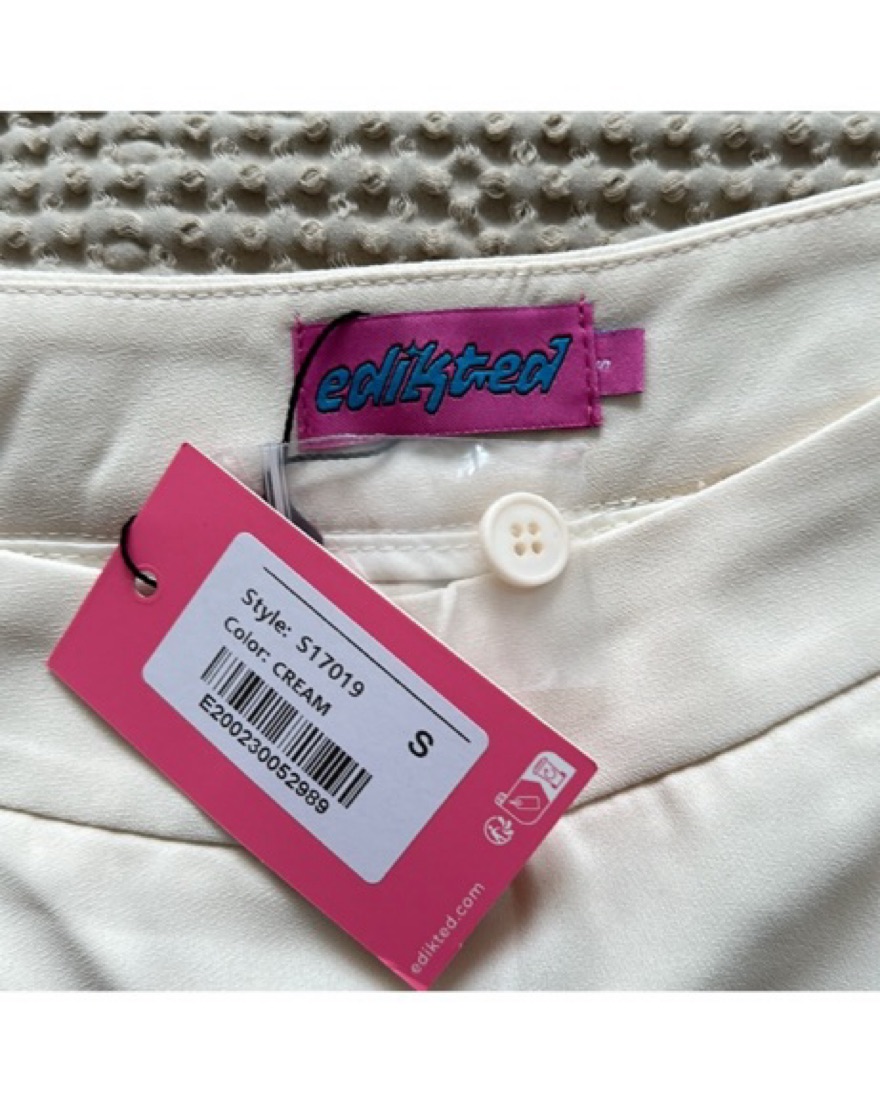 edikted
S
Style: S17019
Color: CREAM
S
E200230052989
edikted.com